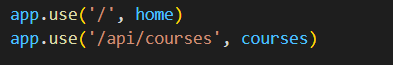 app.use('/', home)
app.use('/api/courses', courses)